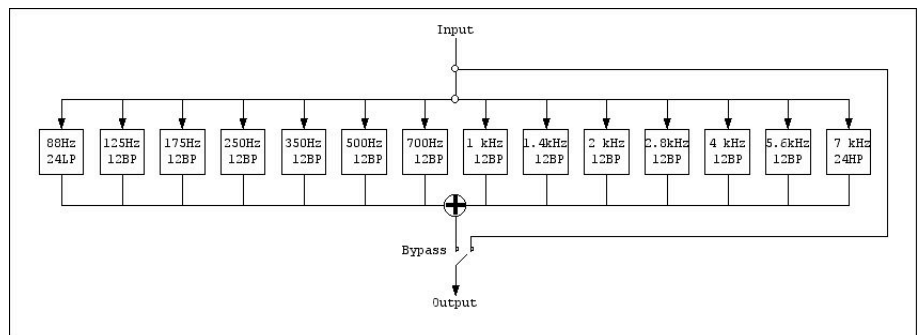 Input
88Hz 125Hz 175Hz 250Hz 350Hz 500Hz 700Hz 1 kHz 1.4kHz 2 kHz 2.8kHz 4 kHz 5.6kHz 7 kHz
24LP 12BP 12BP 12BP 12BP 12BP 12BP 12BP 12BP 12BP 12BP 12BP 12BP 24HP
Bypass
Output